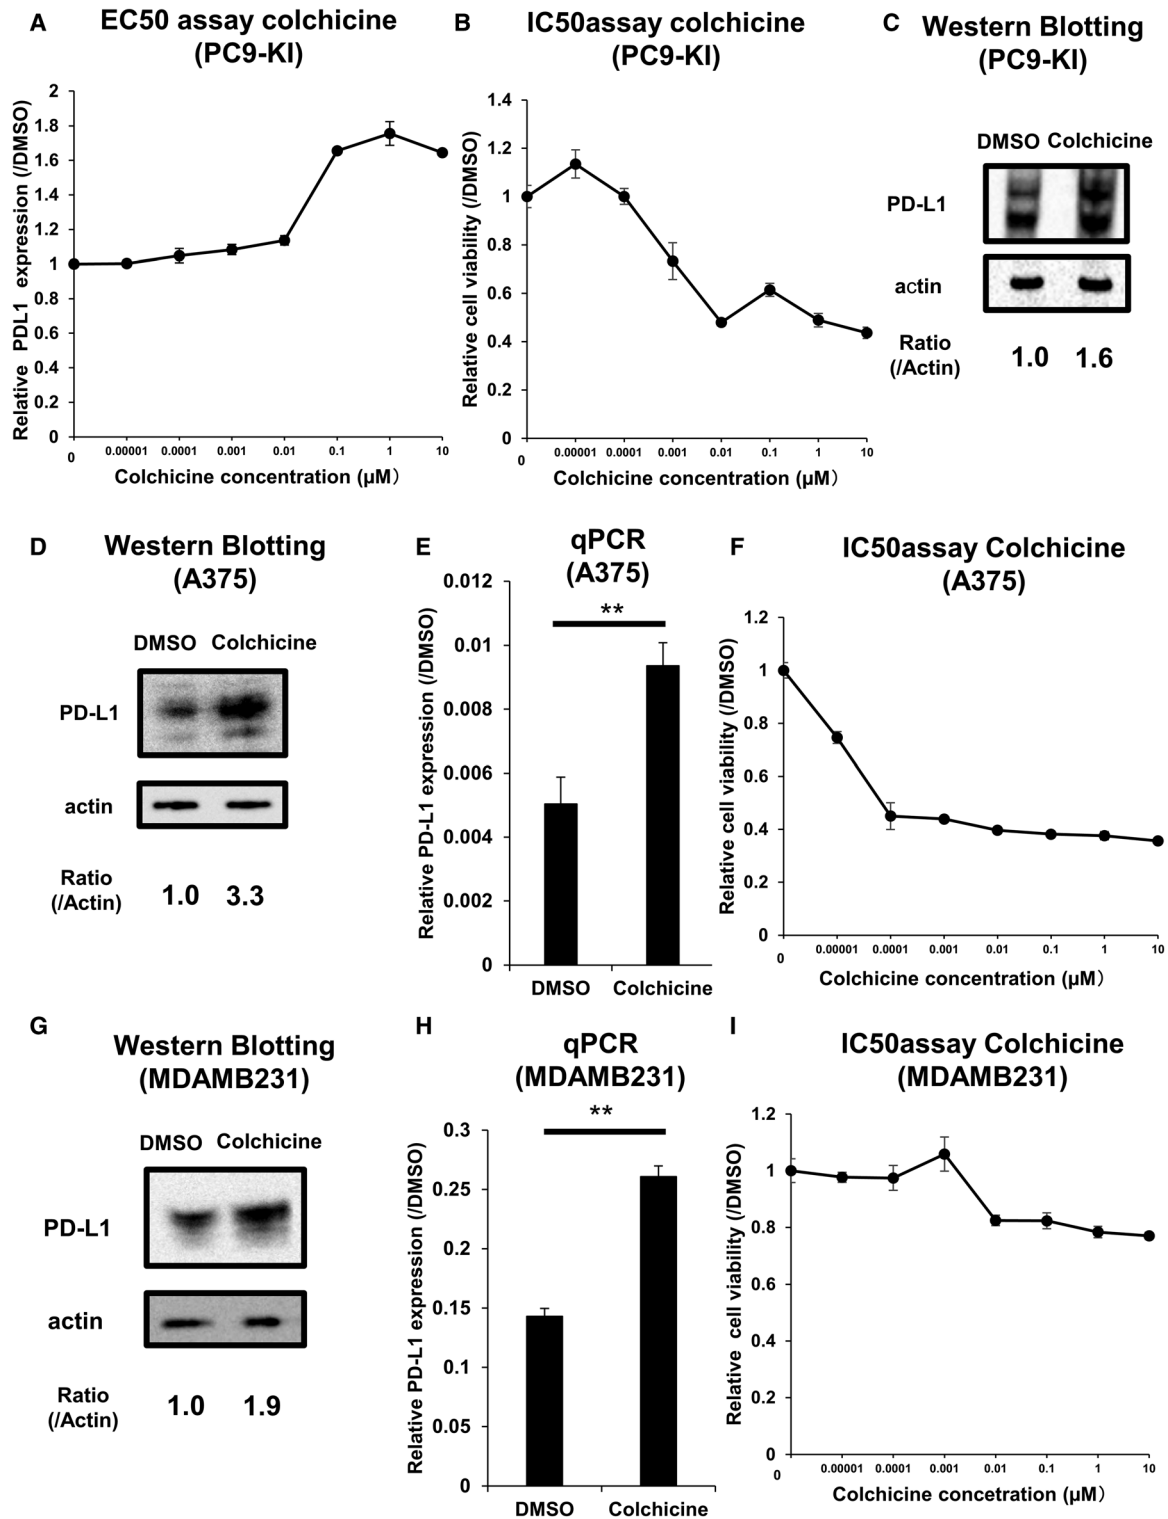 A
EC50 assay colchicine
(PC9-KI)
Relative PDL1 expression (/DMSO)
2
1.8
1.6
1.4
1.2
1
0.8
0.6
0.4
0.2
0
0 0.00001 0.0001 0.001 0.01 0.1 1 10
Colchicine concentration (μM)
B
IC50assay colchicine
(PC9-KI)
Relative cell viability (/DMSO)
1.4
1.2
1
0.8
0.6
0.4
0.2
0
0 0.00001 0.0001 0.001 0.01 0.1 1 10
Colchicine concentration (μM)
C
Western Blotting
(PC9-KI)
DMSO Colchicine
PD-L1
actin
Ratio
(/Actin)
1.0 1.6
D
Western Blotting
(A375)
DMSO Colchicine
PD-L1
actin
Ratio
(/Actin)
1.0 3.3
E
qPCR
(A375)
**
Relative PD-L1 expression (/DMSO)
0.012
0.01
0.008
0.006
0.004
0.002
0
DMSO Colchicine
F
IC50assay Colchicine
(A375)
Relative cell viability (/DMSO)
1.2
1
0.8
0.6
0.4
0.2
0
0 0.00001 0.0001 0.001 0.01 0.1 1 10
Colchicine concentration (μM)
G
Western Blotting
(MDAMB231)
DMSO Colchicine
PD-L1
actin
Ratio
(/Actin)
1.0 1.9
H
qPCR
(MDAMB231)
**
Relative PD-L1 expression (/DMSO)
0.3
0.25
0.2
0.15
0.1
0.05
0
DMSO Colchicine
I
IC50assay Colchicine
(MDAMB231)
Relative cell viability (/DMSO)
1.2
1
0.8
0.6
0.4
0.2
0
0 0.00001 0.0001 0.001 0.01 0.1 1 10
Colchicine concetration (μM)